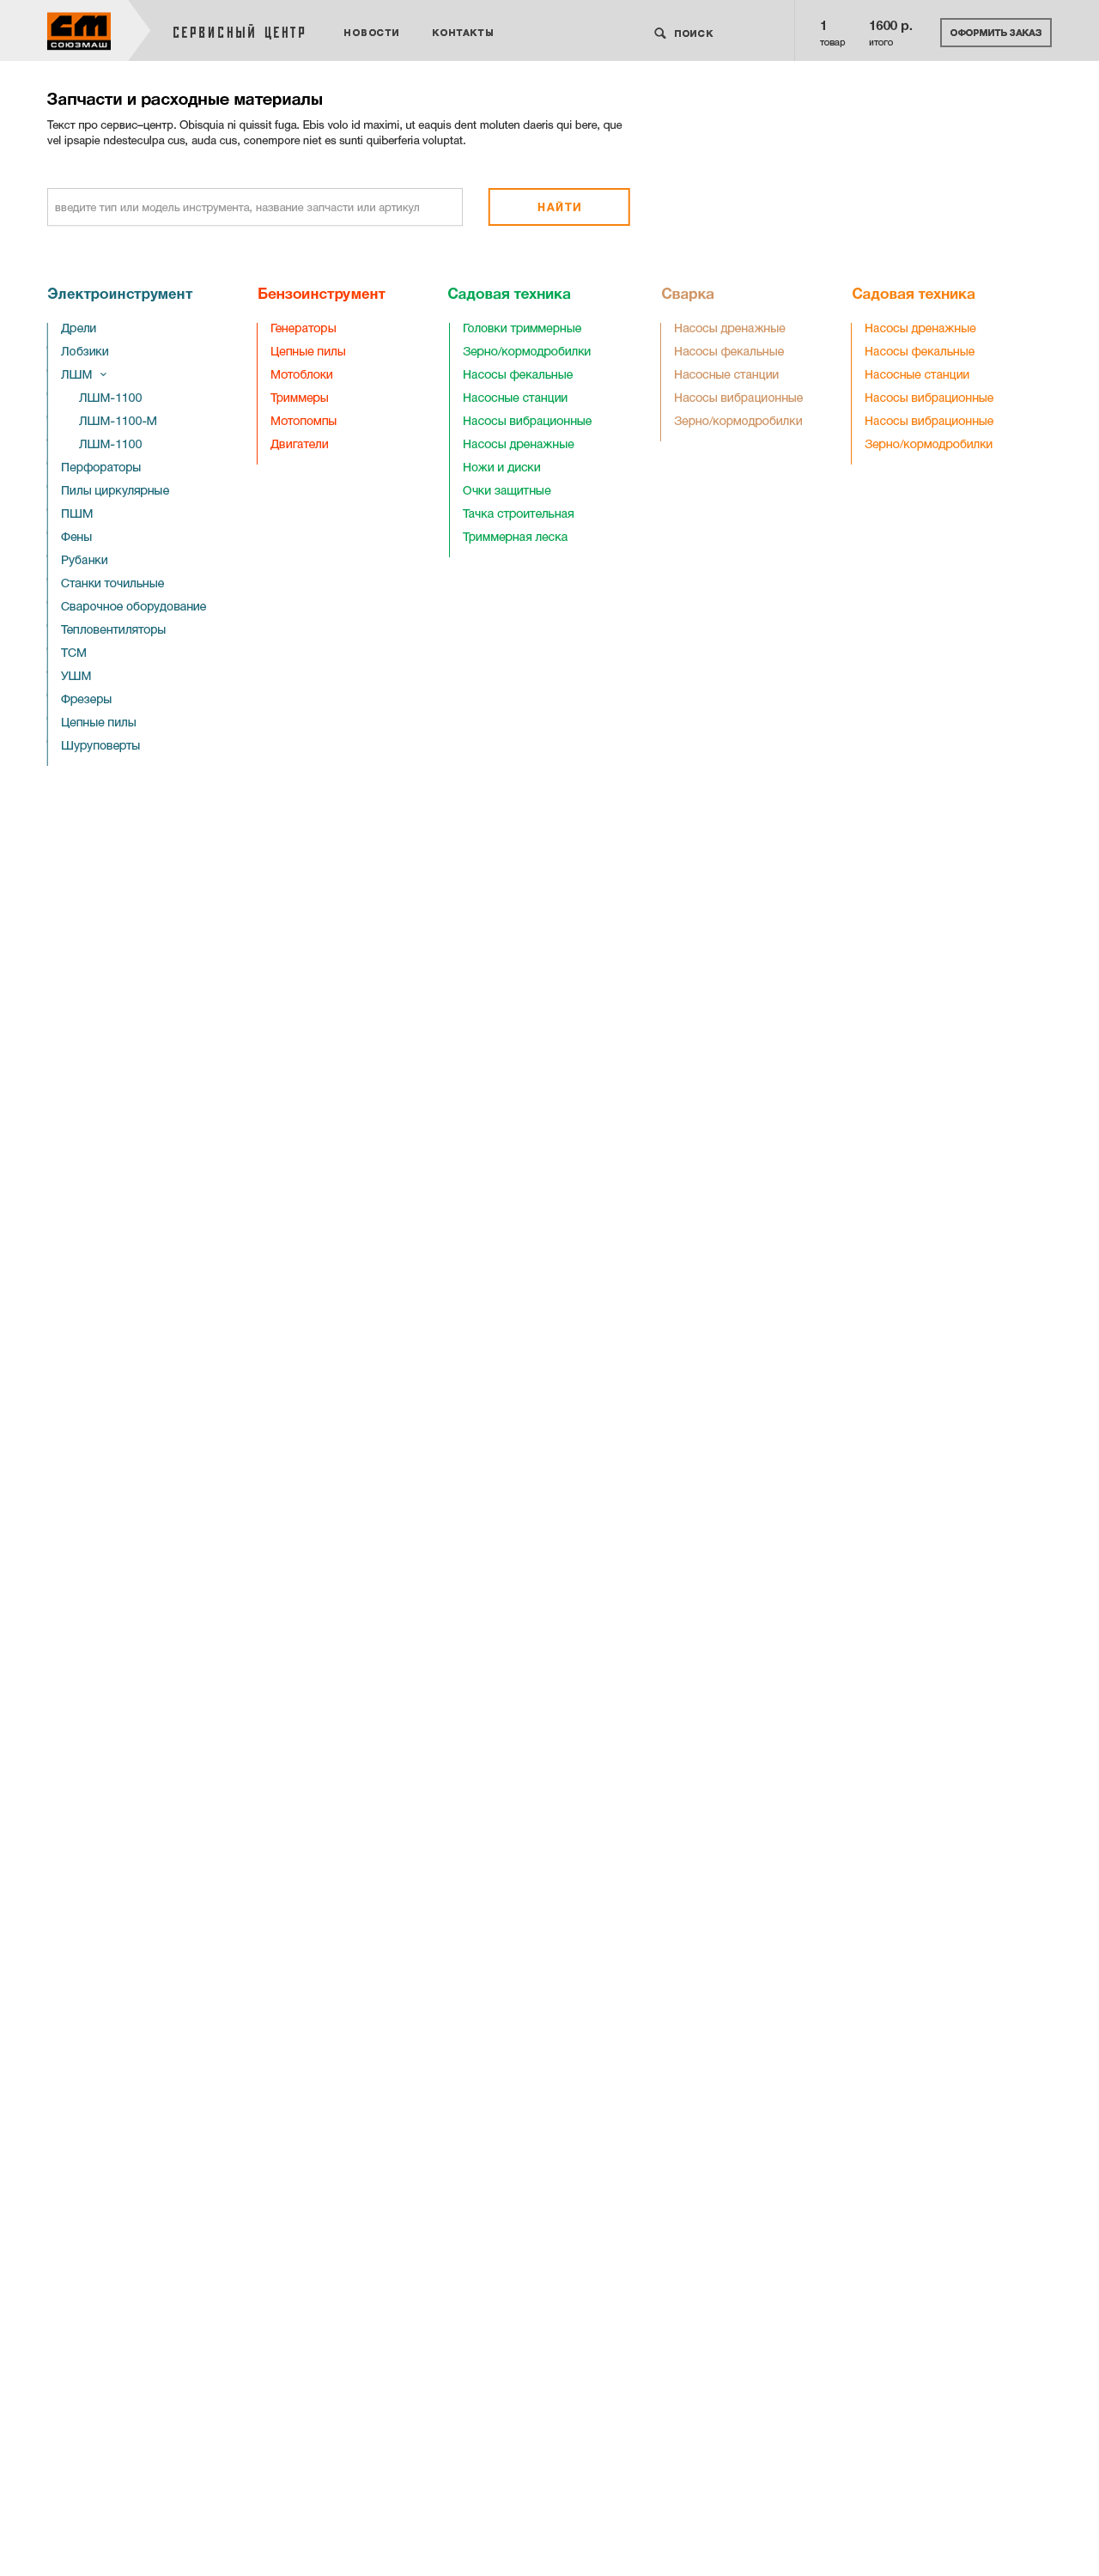 СМ
СОЮЗМАШ
СЕРВИСНЫЙ ЦЕНТР
НОВОСТИ
КОНТАКТЫ
ПОИСК
1
товар
1600 р.
итого
ОФОРМИТЬ ЗАКАЗ
Запчасти и расходные материалы
Текст про сервис–центр. Obisquia ni quissit fuga. Ebis volo id maximi, ut eaquis dent moluten daeris qui bere, que
vel ipsapie ndesteculpa cus, auda cus, conempore niet es sunti quiberferia voluptat.
введите тип или модель инструмента, название запчасти или артикул
НАЙТИ
Электроинструмент
Дрели
Лобзики
ЛШМ
ЛШМ-1100
ЛШМ-1100-М
ЛШМ-1100
Перфораторы
Пилы циркулярные
ПШМ
Фены
Рубанки
Станки точильные
Сварочное оборудование
Тепловентиляторы
ТСМ
УШМ
Фрезеры
Цепные пилы
Шуруповерты
Бензоинструмент
Генераторы
Цепные пилы
Мотоблоки
Триммеры
Мотопомпы
Двигатели
Садовая техника
Головки триммерные
Зерно/кормодробилки
Насосы фекальные
Насосные станции
Насосы вибрационные
Насосы дренажные
Ножи и диски
Очки защитные
Тачка строительная
Триммерная леска
Сварка
Насосы дренажные
Насосы фекальные
Насосные станции
Насосы вибрационные
Зерно/кормодробилки
Садовая техника
Насосы дренажные
Насосы фекальные
Насосные станции
Насосы вибрационные
Насосы вибрационные
Зерно/кормодробилки